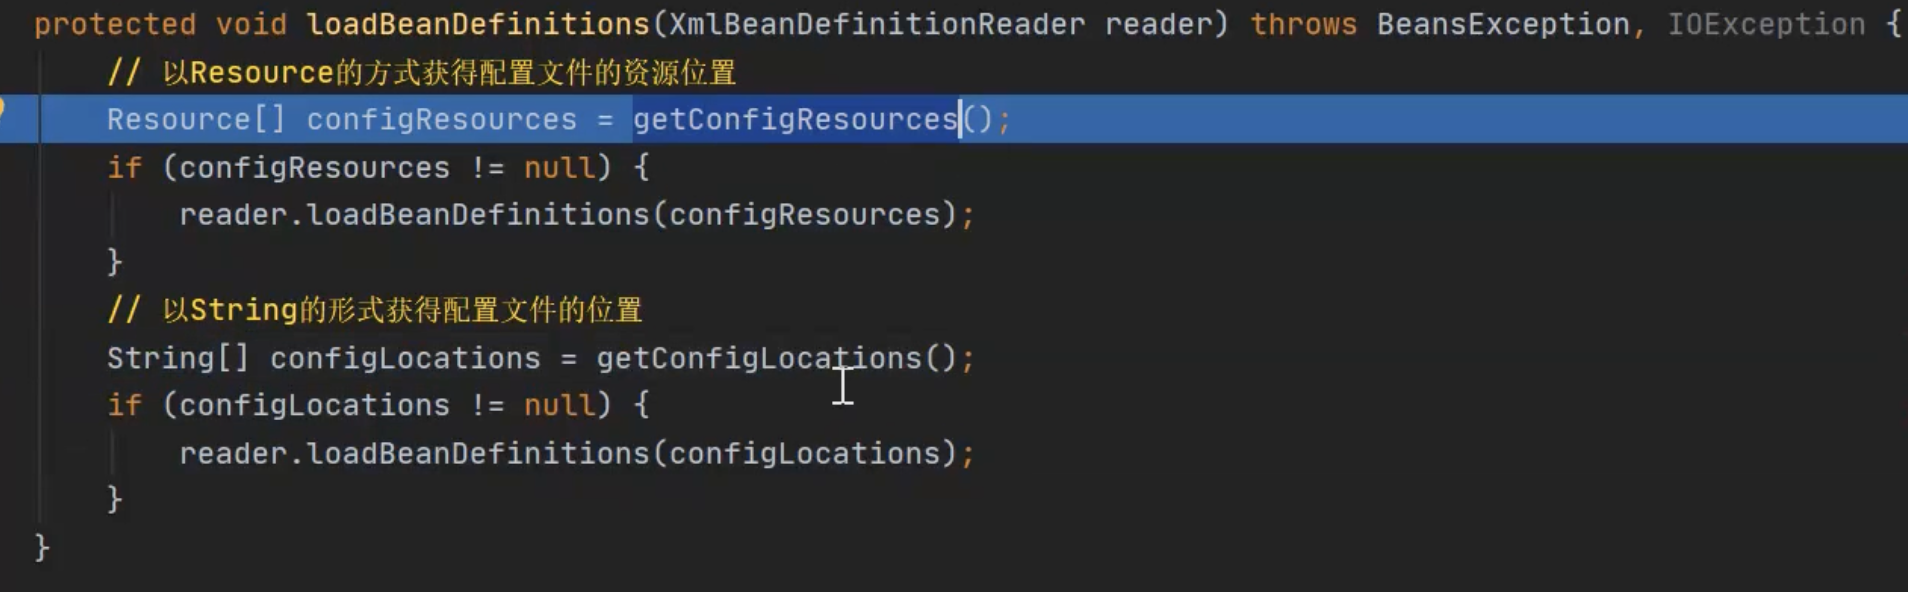 protected void loadBeanDefinitions(XmlBeanDefinitionReader reader) throws BeansException, IOException {
// 以Resource的方式获得配置文件的资源位置
Resource[] configResources = getConfigResources();
if (configResources != null) {
reader.loadBeanDefinitions(configResources);
}
// 以String的形式获得配置文件的位置
String[] configLocations = getConfigLocations();
if (configLocations != null) {
reader.loadBeanDefinitions(configLocations);
}
}